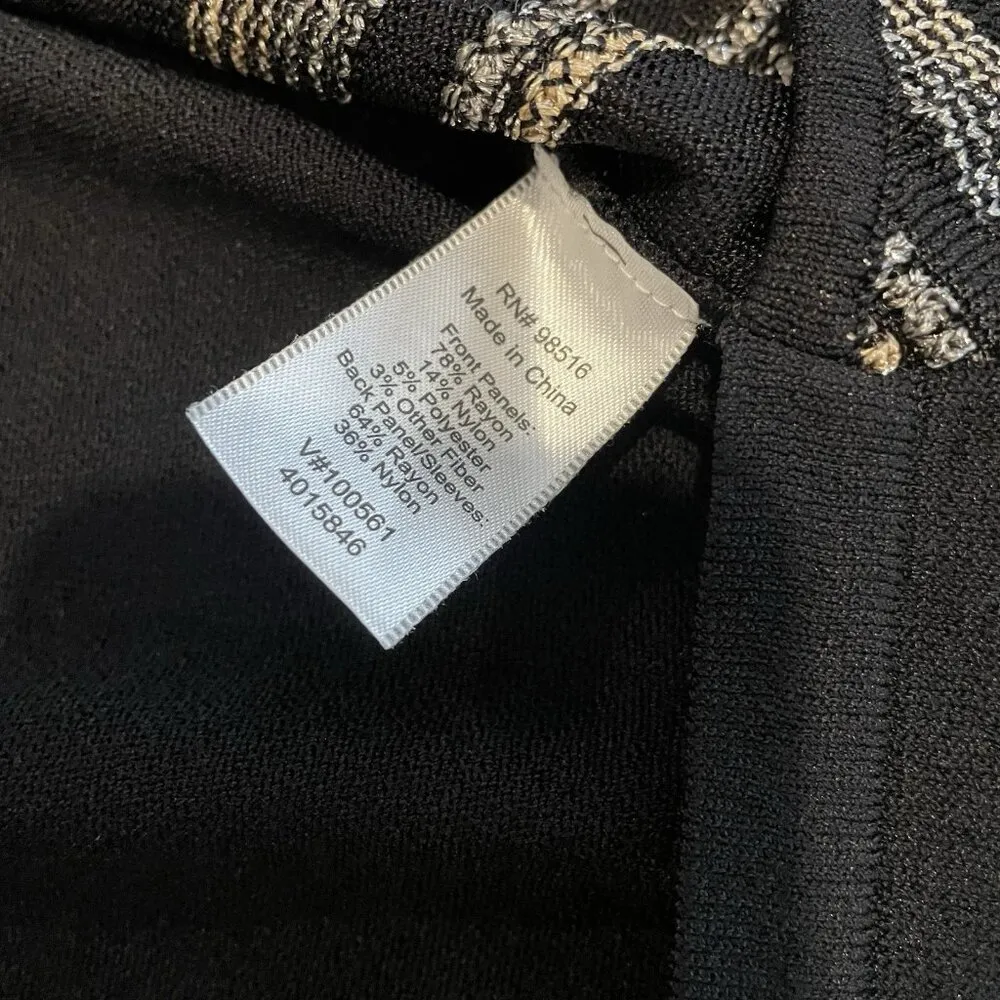 RN# 98516
Made in China
Front Panels:
78% Rayon
14% Nylon
5% Polyester
3% Other Fiber
Back Panel/Sleeves:
64% Rayon
36% Nylon
V#100561
4015846